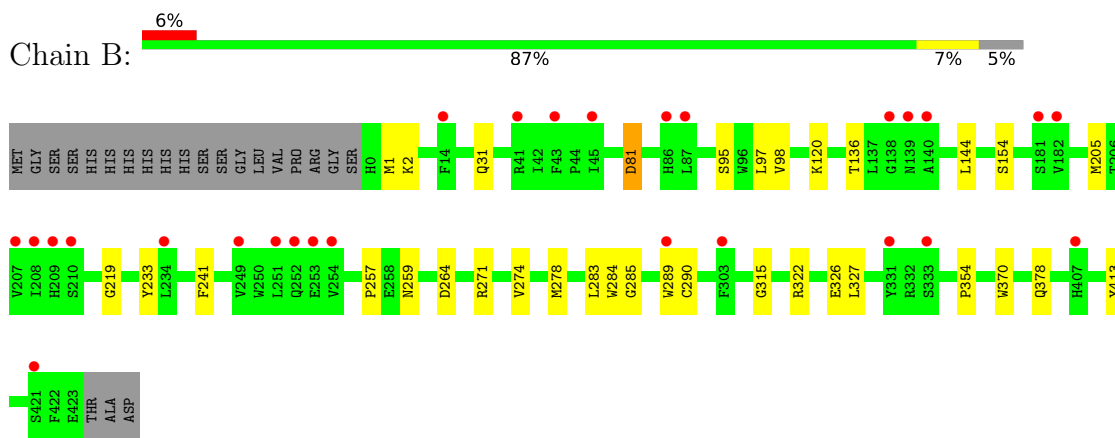 6%
Chain B:
87%
7%
5%
MET GLY SER SER HIS HIS HIS HIS HIS HIS SER SER GLY LEU VAL PRO ARG GLY SER H0 M1 K2 F14 Q31 R41 I42 F43 P44 I45 D81 H86 L87 S95 W96 L97 V98 K120 T136 L137 G138 N139 A140 L144 S154 S181 V182 M205 T206
V207 I208 H209 S210 G219 Y233 L234 F241 V249 W250 L251 Q252 E253 V254 P257 E258 N259 D264 R271 V274 M278 L283 W284 G285 W289 C290 F303 G315 R322 E326 L327 Y331 R332 S333 P354 W370 Q378 H407
S421 F422 E423 THR ALA ASP